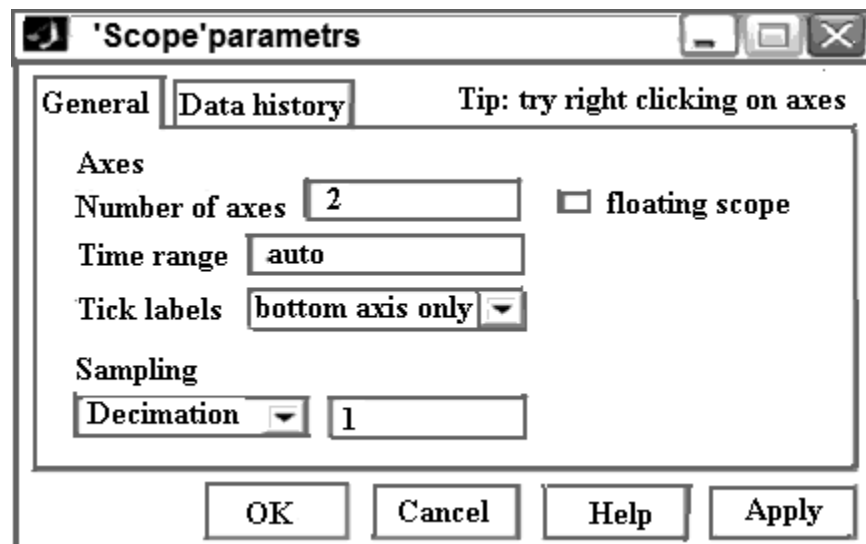 'Scope'parametrs
General Data history Tip: try right clicking on axes
Axes
Number of axes 2 floating scope
Time range auto
Tick labels bottom axis only
Sampling
Decimation 1
OK Cancel Help Apply